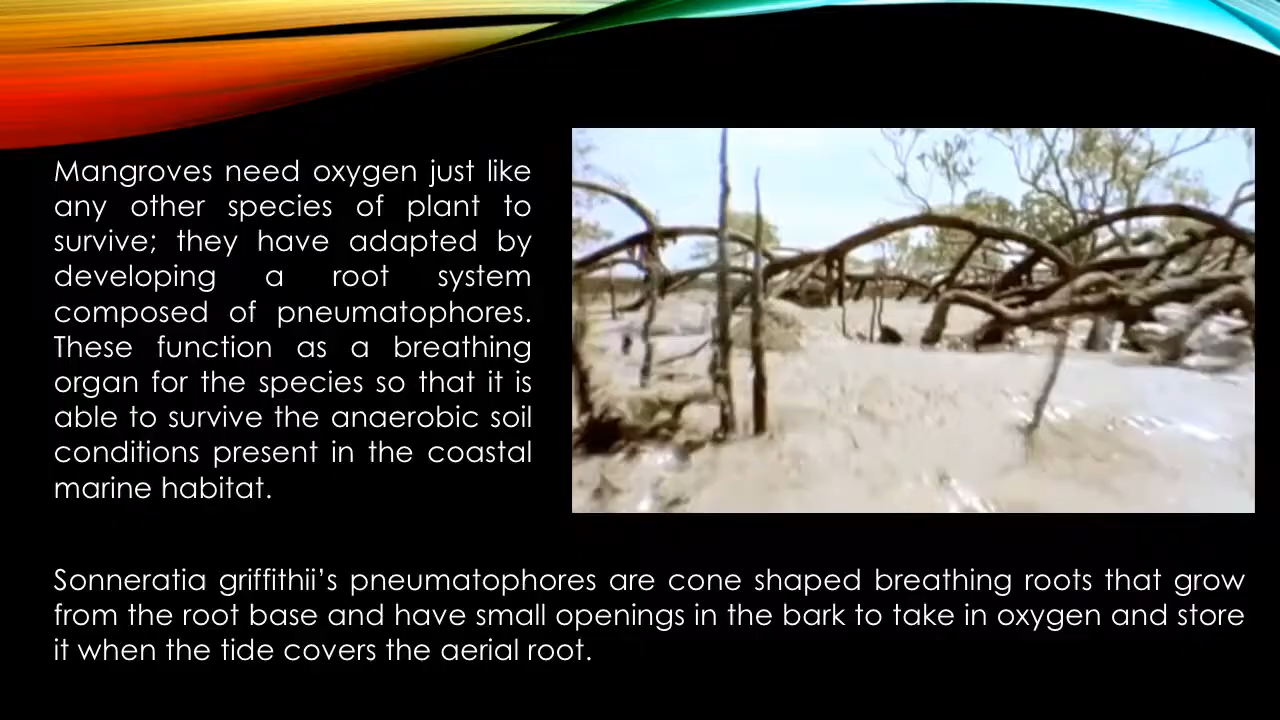 Mangroves need oxygen just like
any other species of plant to
survive; they have adapted by
developing a root system
composed of pneumatophores.
These function as a breathing
organ for the species so that it is
able to survive the anaerobic soil
conditions present in the coastal
marine habitat.
Sonneratia griffithii’s pneumatophores are cone shaped breathing roots that grow
from the root base and have small openings in the bark to take in oxygen and store
it when the tide covers the aerial root.